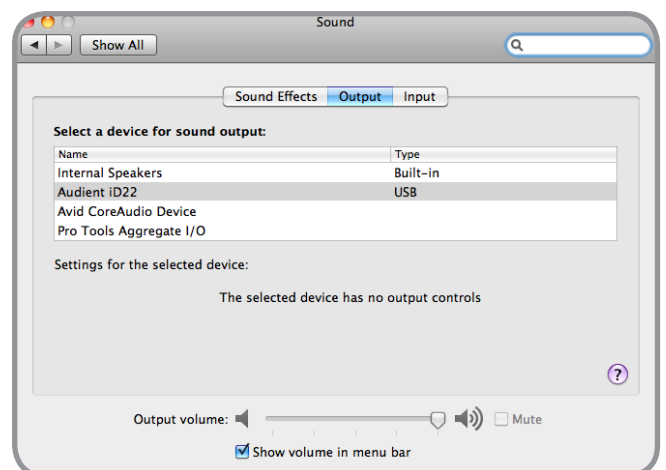 Sound
Show All
Sound Effects Output Input
Select a device for sound output:
Name Type
Internal Speakers Built-in
Audient iD22 USB
Avid CoreAudio Device
Pro Tools Aggregate I/O
Settings for the selected device:
The selected device has no output controls
?
Output volume: Mute
Show volume in menu bar